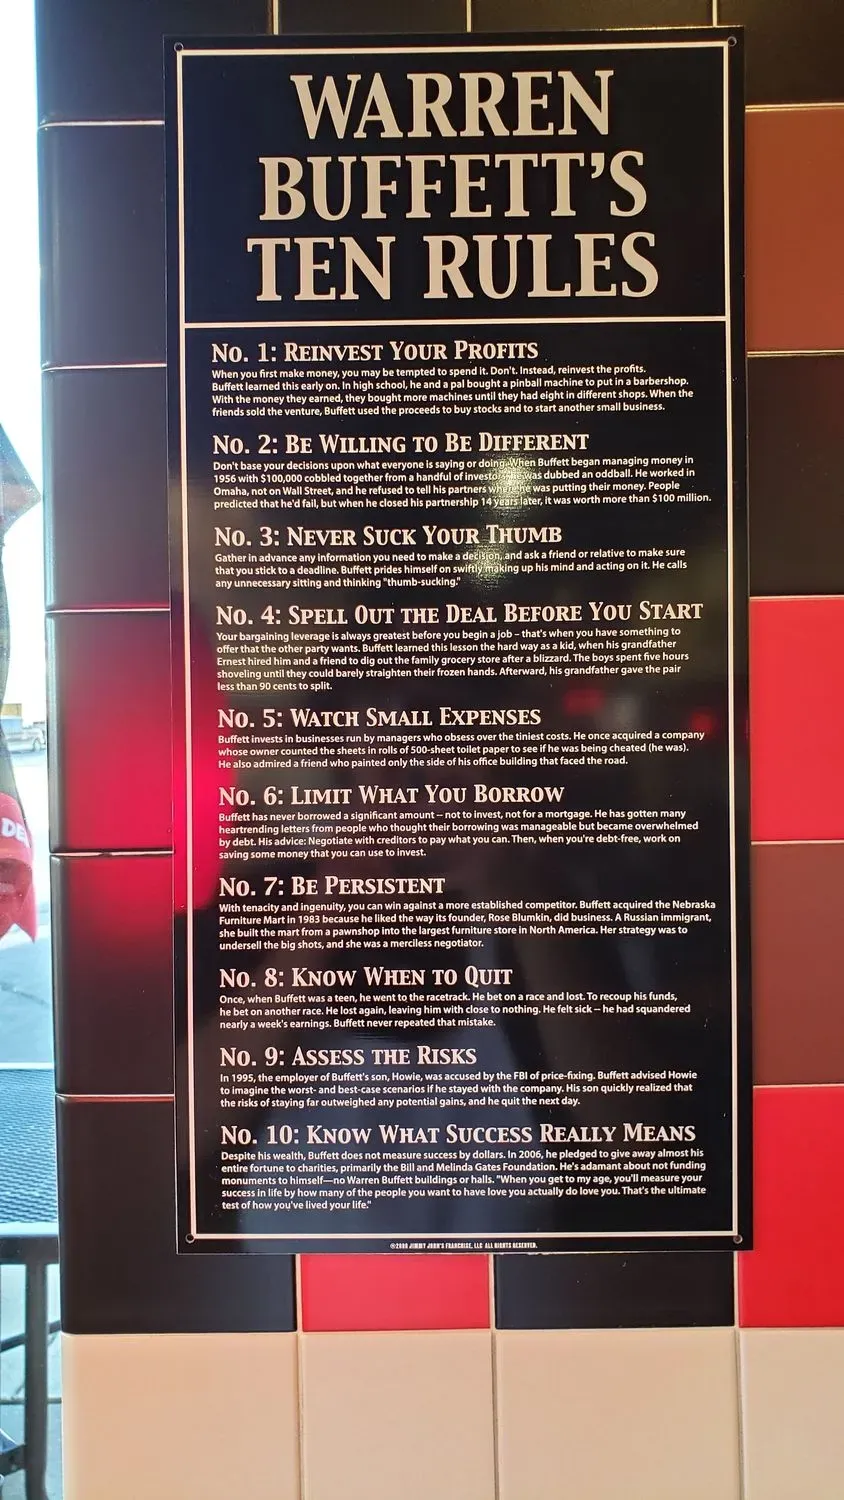 WARREN
BUFFETT'S
TEN RULES
No. 1: Reinvest Your Profits
When you first make money, you may be tempted to spend it. Don't. Instead, reinvest the profits.
Buffett learned this early on. In high school, he and a pal bought a pinball machine to put in a barbershop.
With the money they earned, they bought more machines until they had eight in different shops. When the
friends sold the venture, Buffett used the proceeds to buy stocks and to start another small business.
No. 2: Be Willing to Be Different
Don't base your decisions upon what everyone is saying or doing. When Buffett began managing money in
1956 with $100,000 cobbled together from a handful of investors, he was dubbed an oddball. He worked in
Omaha, not on Wall Street, and he refused to tell his partners where he was putting their money. People
predicted that he'd fail, but when he closed his partnership 14 years later, it was worth more than $100 million.
No. 3: Never Suck Your Thumb
Gather in advance any information you need to make a decision, and ask a friend or relative to make sure
that you stick to a deadline. Buffett prides himself on swiftly making up his mind and acting on it. He calls
any unnecessary sitting and thinking "thumb-sucking."
No. 4: Spell Out the Deal Before You Start
Your bargaining leverage is always greatest before you begin a job – that's when you have something to
offer that the other party wants. Buffett learned this lesson the hard way as a kid, when his grandfather
Ernest hired him and a friend to dig out the family grocery store after a blizzard. The boys spent five hours
shoveling until they could barely straighten their frozen hands. Afterward, his grandfather gave the pair
less than 90 cents to split.
No. 5: Watch Small Expenses
Buffett invests in businesses run by managers who obsess over the tiniest costs. He once acquired a company
whose owner counted the sheets in rolls of 500-sheet toilet paper to see if he was being cheated (he was).
He also admired a friend who painted only the side of his office building that faced the road.
No. 6: Limit What You Borrow
Buffett has never borrowed a significant amount – not to invest, not for a mortgage. He has gotten many
heartrending letters from people who thought their borrowing was manageable but became overwhelmed
by debt. His advice: Negotiate with creditors to pay what you can. Then, when you're debt-free, work on
saving some money that you can use to invest.
No. 7: Be Persistent
With tenacity and ingenuity, you can win against a more established competitor. Buffett acquired the Nebraska
Furniture Mart in 1983 because he liked the way its founder, Rose Blumkin, did business. A Russian immigrant,
she built the mart from a pawnshop into the largest furniture store in North America. Her strategy was to
undersell the big shots, and she was a merciless negotiator.
No. 8: Know When to Quit
Once, when Buffett was a teen, he went to the racetrack. He bet on a race and lost. To recoup his funds,
he bet on another race. He lost again, leaving him with close to nothing. He felt sick – he had squandered
nearly a week's earnings. Buffett never repeated that mistake.
No. 9: Assess the Risks
In 1995, the employer of Buffett's son, Howie, was accused by the FBI of price-fixing. Buffett advised Howie
to imagine the worst- and best-case scenarios if he stayed with the company. His son quickly realized that
the risks of staying far outweighed any potential gains, and he quit the next day.
No. 10: Know What Success Really Means
Despite his wealth, Buffett does not measure success by dollars. In 2006, he pledged to give away almost his
entire fortune to charities, primarily the Bill and Melinda Gates Foundation. He's adamant about not funding
monuments to himself—no Warren Buffett buildings or halls. "When you get to my age, you'll measure your
success in life by how many of the people you want to have love you actually do love you. That's the ultimate
test of how you've lived your life."
JIMMY JOHN'S FRANCHISE, LLC ALL RIGHTS RESERVED.
DE